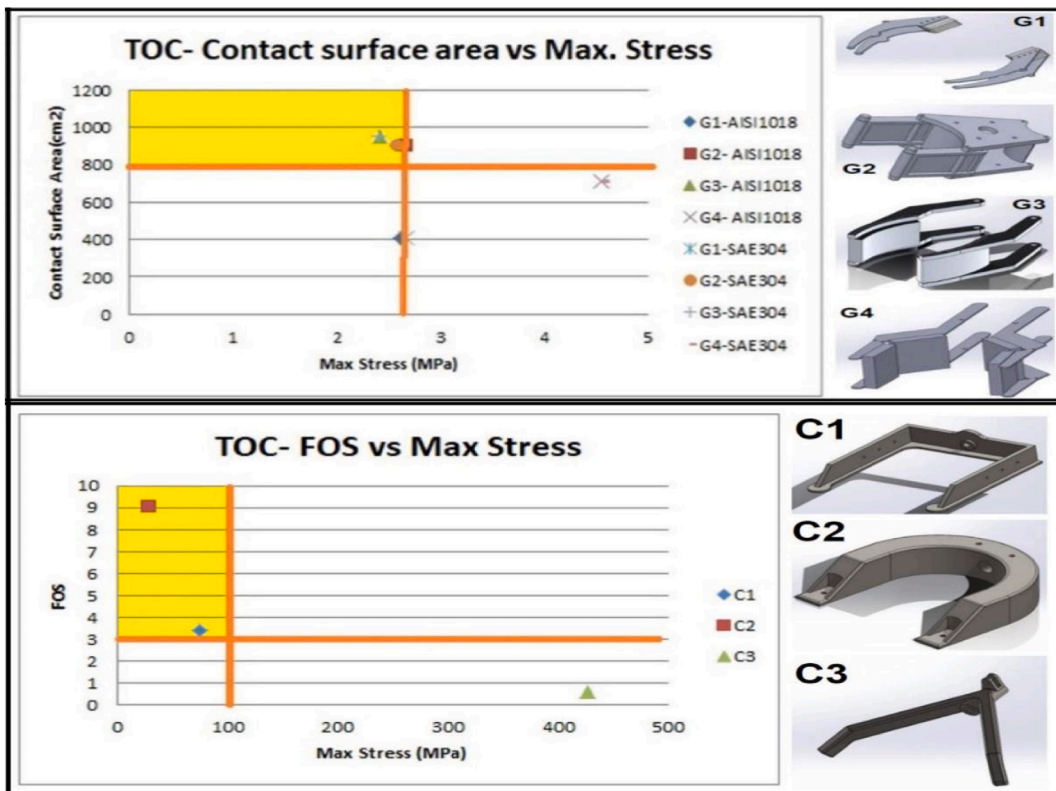 TOC- Contact surface area vs Max. Stress
Contact Surface Area(cm2)
1200
1000
800
600
400
200
0
0 1 2 3 4 5
Max Stress (MPa)
G1-AISI1018
G2- AISI1018
G3- AISI1018
G4- AISI1018
G1-SAE304
G2-SAE304
G3-SAE304
G4-SAE304
G1
G2
G3
G4
TOC- FOS vs Max Stress
FOS
10
9
8
7
6
5
4
3
2
1
0
0 100 200 300 400 500
Max Stress (MPa)
C1
C2
C3
C1
C2
C3